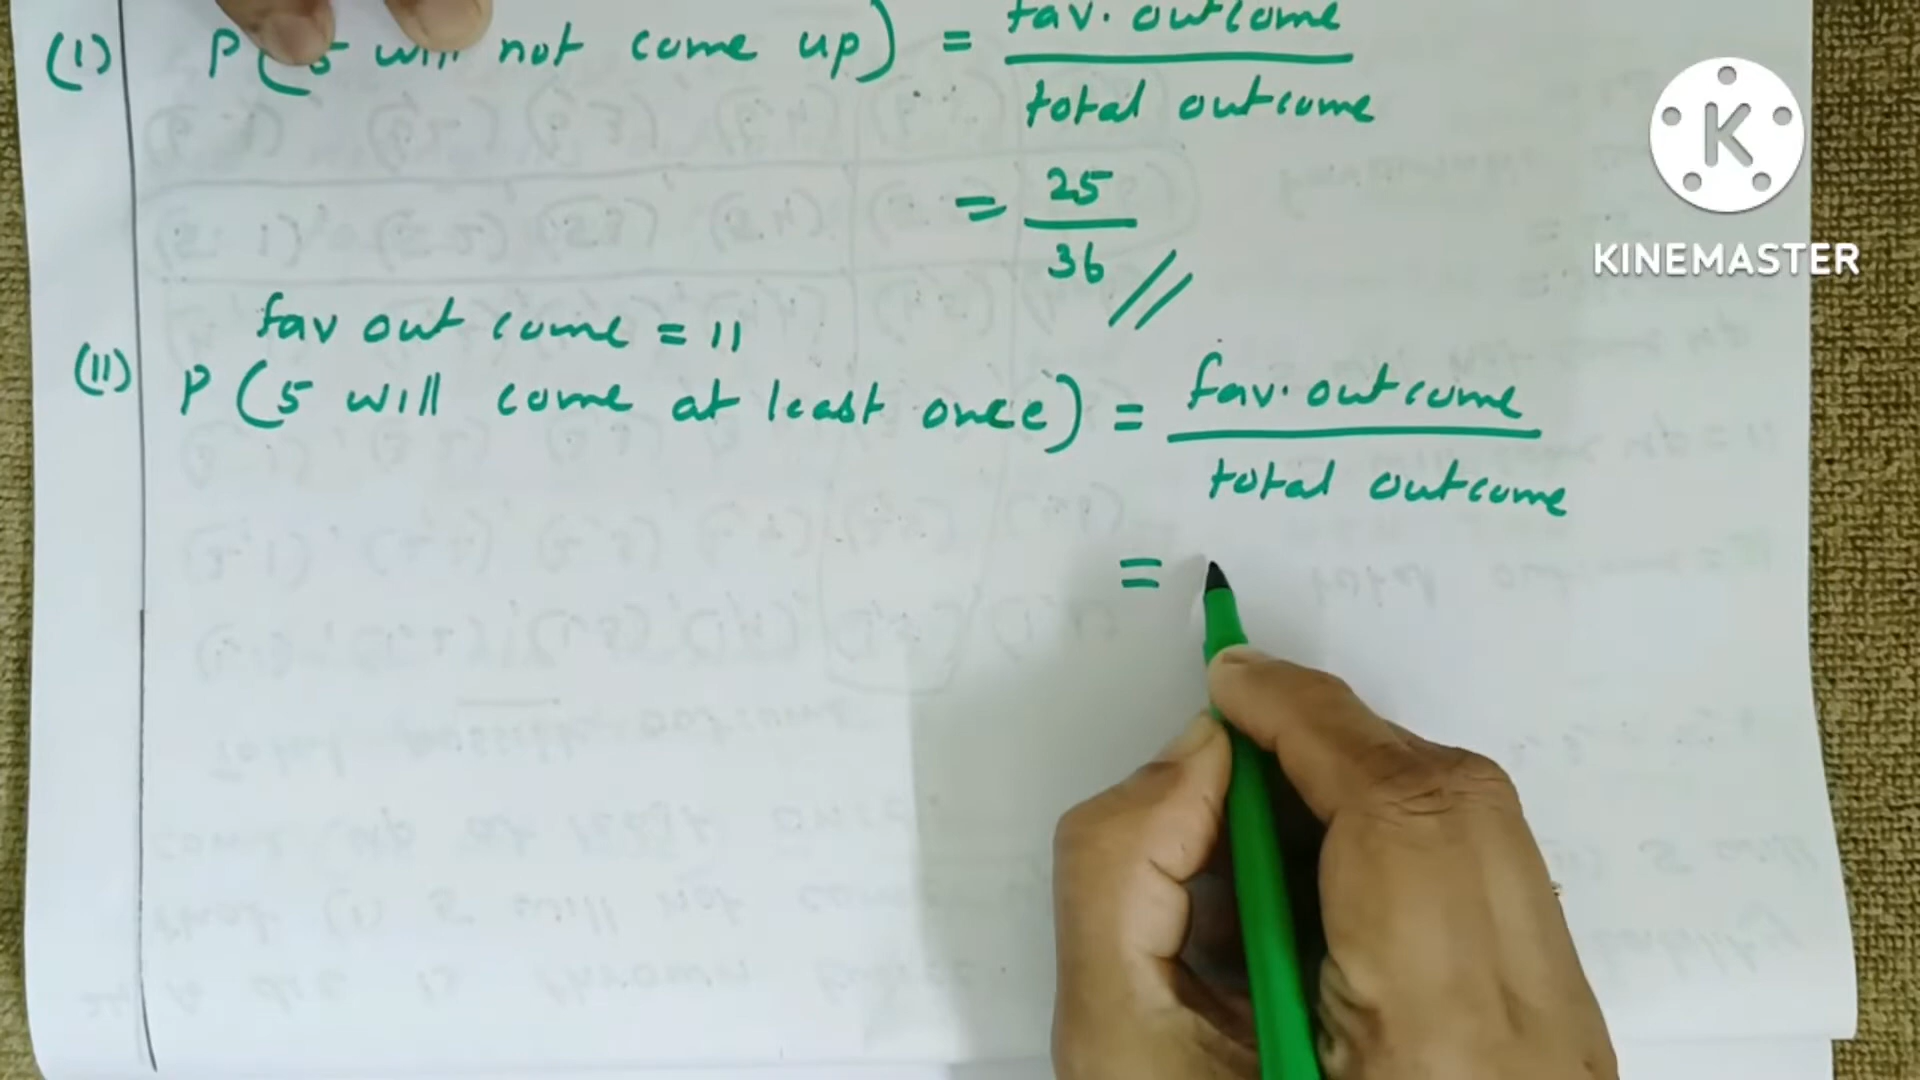 (I) P(5 will not come up) = fav. outcome
total outcome
= 25
36
fav out come = 11
(II) P (5 will come at least once) = fav. outcome
total outcome
=
K
KINEMASTER